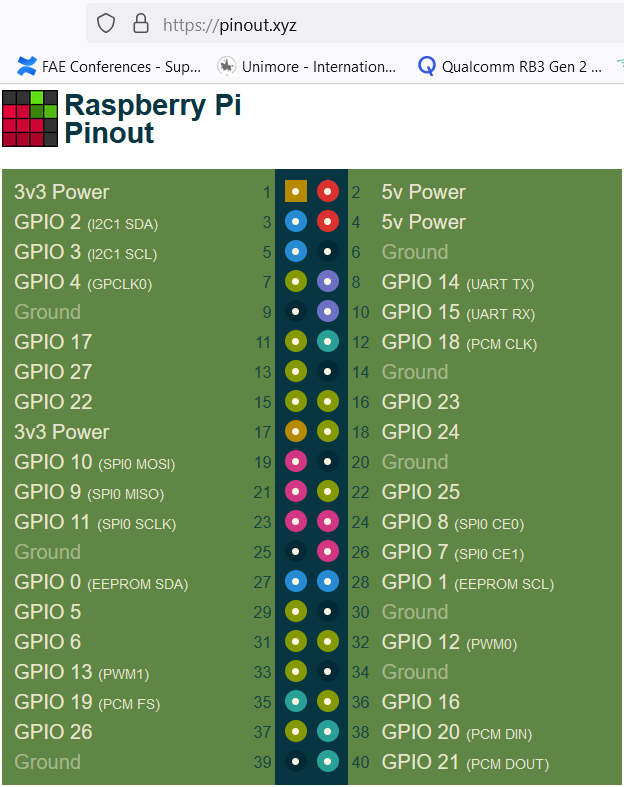 https://pinout.xyz
FAE Conferences - Sup... Unimore - Internation... Qualcomm RB3 Gen 2 ...
Raspberry Pi
Pinout
3v3 Power 1 2 5v Power
GPIO 2 (I2C1 SDA) 3 4 5v Power
GPIO 3 (I2C1 SCL) 5 6 Ground
GPIO 4 (GPCLK0) 7 8 GPIO 14 (UART TX)
Ground 9 10 GPIO 15 (UART RX)
GPIO 17 11 12 GPIO 18 (PCM CLK)
GPIO 27 13 14 Ground
GPIO 22 15 16 GPIO 23
3v3 Power 17 18 GPIO 24
GPIO 10 (SPI0 MOSI) 19 20 Ground
GPIO 9 (SPI0 MISO) 21 22 GPIO 25
GPIO 11 (SPI0 SCLK) 23 24 GPIO 8 (SPI0 CE0)
Ground 25 26 GPIO 7 (SPI0 CE1)
GPIO 0 (EEPROM SDA) 27 28 GPIO 1 (EEPROM SCL)
GPIO 5 29 30 Ground
GPIO 6 31 32 GPIO 12 (PWM0)
GPIO 13 (PWM1) 33 34 Ground
GPIO 19 (PCM FS) 35 36 GPIO 16
GPIO 26 37 38 GPIO 20 (PCM DIN)
Ground 39 40 GPIO 21 (PCM DOUT)